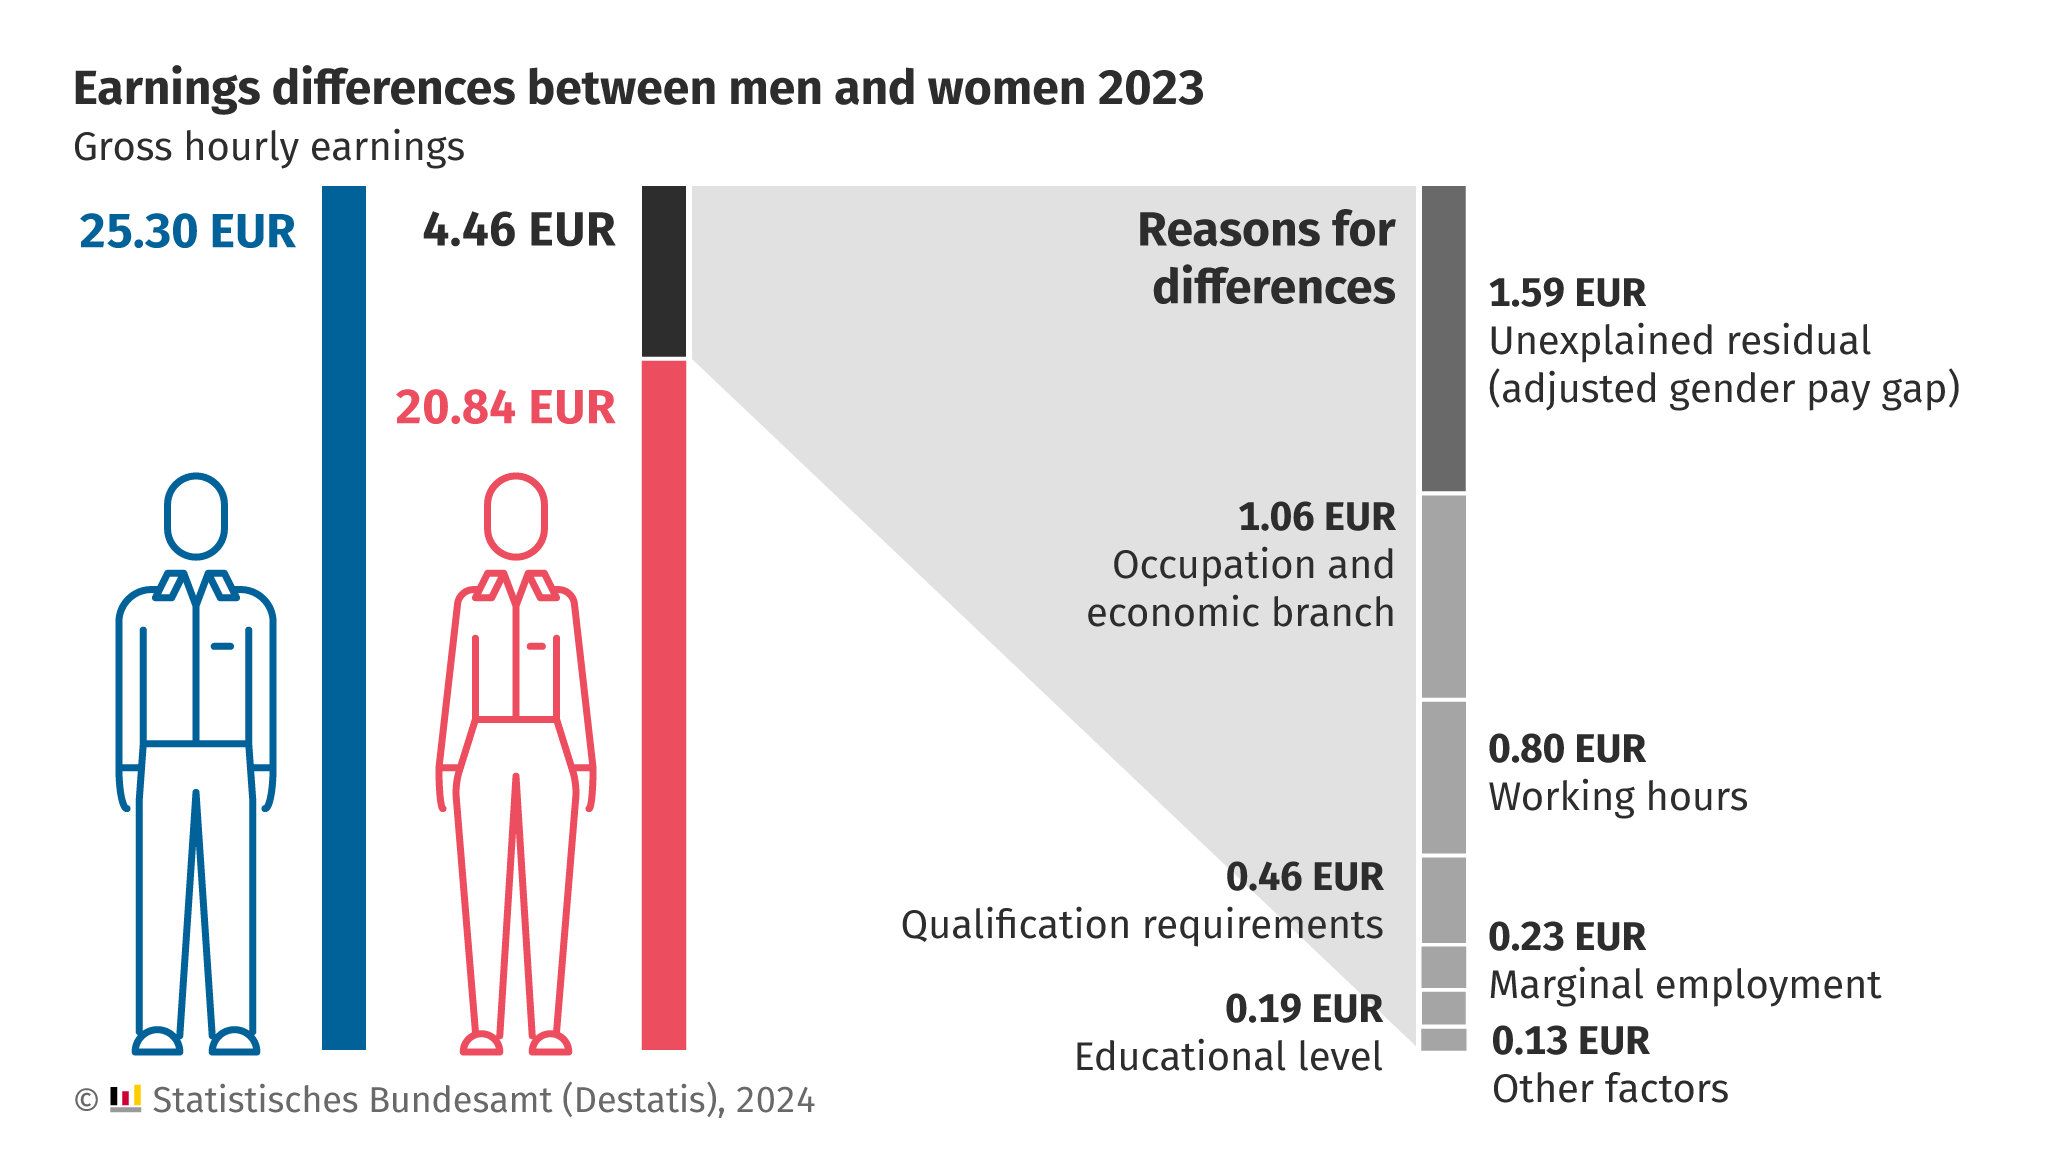 Earnings differences between men and women 2023
Gross hourly earnings
25.30 EUR
4.46 EUR
20.84 EUR
Reasons for
differences
1.59 EUR
Unexplained residual
(adjusted gender pay gap)
1.06 EUR
Occupation and
economic branch
0.80 EUR
Working hours
0.46 EUR
Qualification requirements
0.23 EUR
Marginal employment
0.19 EUR
Educational level
0.13 EUR
Other factors
© Statistisches Bundesamt (Destatis), 2024